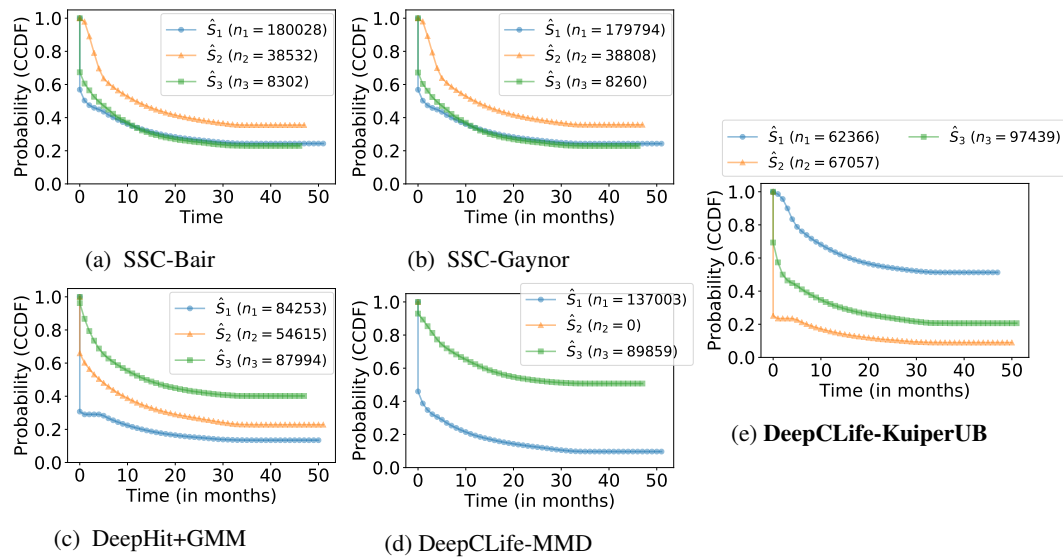 Probability (CCDF)
1.0
0.8
0.6
0.4
0.2
0.0
Ŝ₁ (n₁ = 180028)
Ŝ₂ (n₂ = 38532)
Ŝ₃ (n₃ = 8302)
0 10 20 30 40 50
Time
(a) SSC-Bair
Probability (CCDF)
1.0
0.8
0.6
0.4
0.2
0.0
Ŝ₁ (n₁ = 179794)
Ŝ₂ (n₂ = 38808)
Ŝ₃ (n₃ = 8260)
0 10 20 30 40 50
Time (in months)
(b) SSC-Gaynor
Probability (CCDF)
1.0
0.8
0.6
0.4
0.2
0.0
Ŝ₁ (n₁ = 84253)
Ŝ₂ (n₂ = 54615)
Ŝ₃ (n₃ = 87994)
0 10 20 30 40 50
Time (in months)
(c) DeepHit+GMM
Probability (CCDF)
1.0
0.8
0.6
0.4
0.2
0.0
Ŝ₁ (n₁ = 137003)
Ŝ₂ (n₂ = 0)
Ŝ₃ (n₃ = 89859)
0 10 20 30 40 50
Time (in months)
(d) DeepCLife-MMD
Ŝ₁ (n₁ = 62366) Ŝ₃ (n₃ = 97439)
Ŝ₂ (n₂ = 67057)
Probability (CCDF)
1.0
0.8
0.6
0.4
0.2
0.0
0 10 20 30 40 50
Time (in months)
(e) DeepCLife-KuiperUB